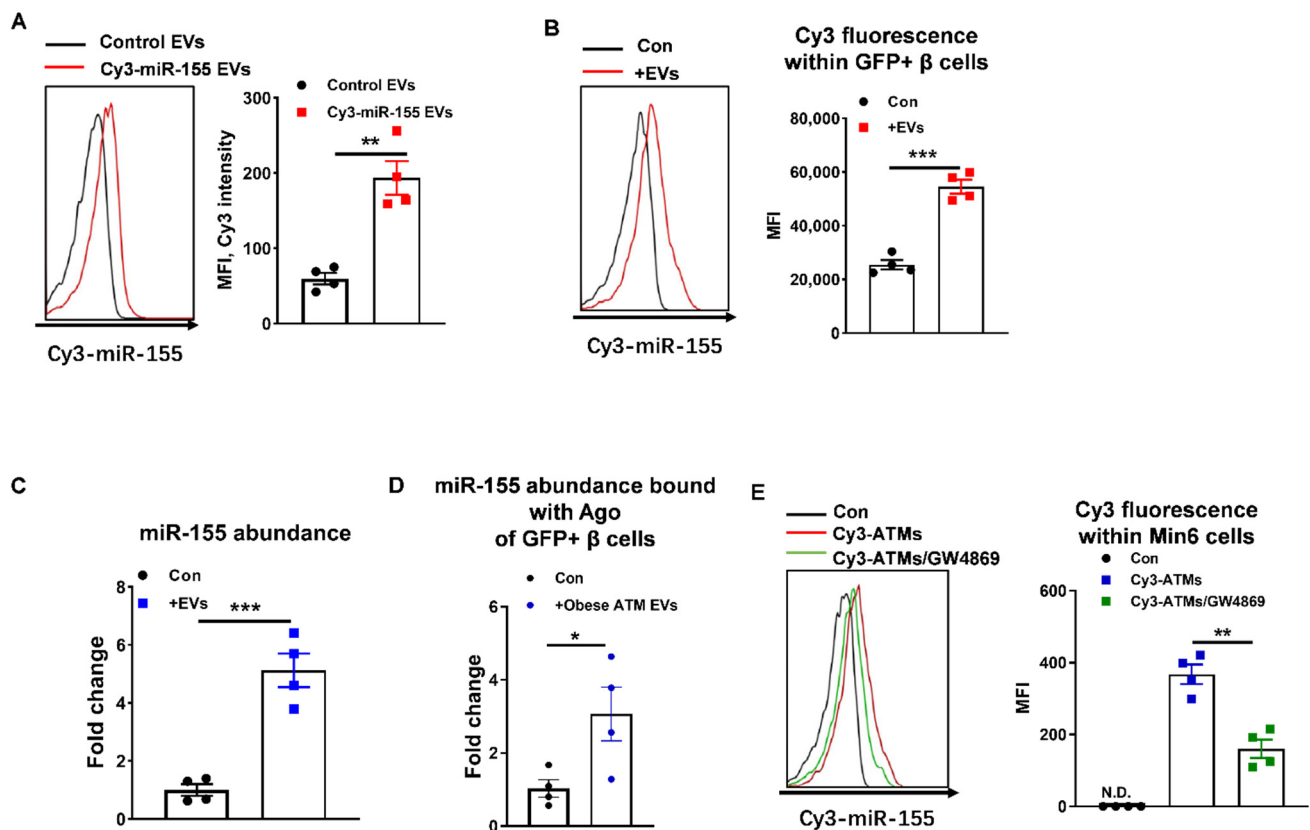 A
Control EVs
Cy3-miR-155 EVs
Cy3-miR-155
Control EVs
Cy3-miR-155 EVs
MFI, Cy3 intensity
300
200
100
0
**
B
Con
+EVs
Cy3-miR-155
Cy3 fluorescence
within GFP+ β cells
Con
+EVs
MFI
80,000
60,000
40,000
20,000
0
***
C
miR-155 abundance
Con
+EVs
Fold change
8
6
4
2
0
***
D
miR-155 abundance bound
with Ago
of GFP+ β cells
Con
+Obese ATM EVs
Fold change
6
4
2
0
*
E
Con
Cy3-ATMs
Cy3-ATMs/GW4869
Cy3-miR-155
Cy3 fluorescence
within Min6 cells
Con
Cy3-ATMs
Cy3-ATMs/GW4869
MFI
600
400
200
0
**
N.D.